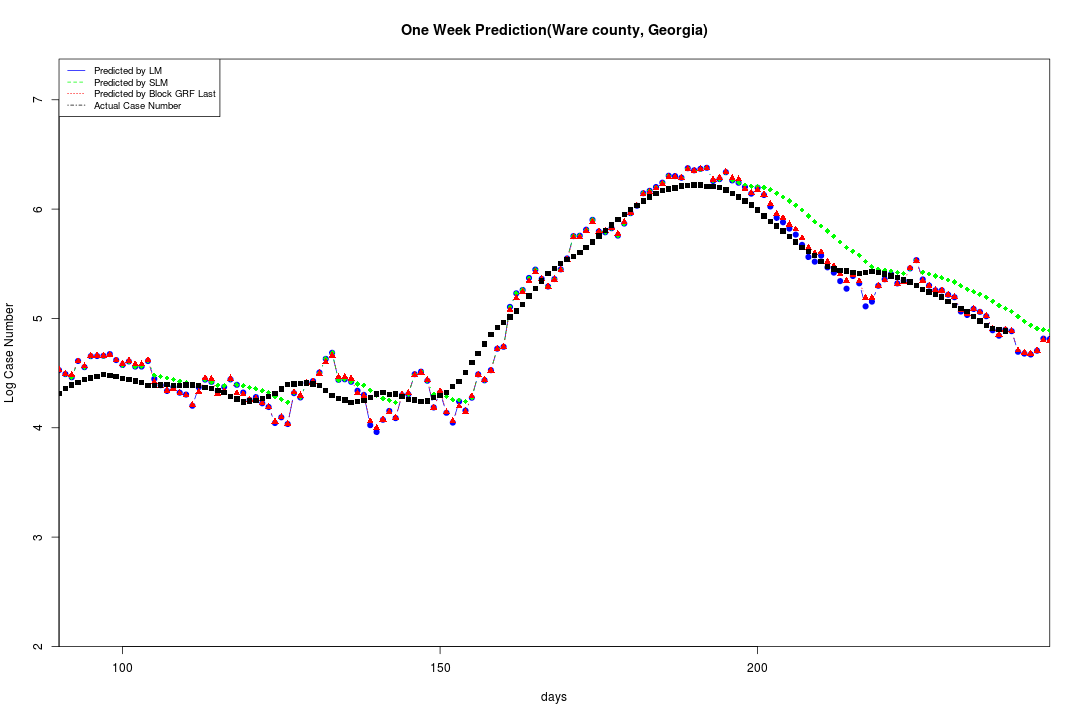 One Week Prediction(Ware county, Georgia)
Predicted by LM
Predicted by SLM
Predicted by Block GRF Last
Actual Case Number
7
6
5
4
3
2
Log Case Number
100
150
200
days